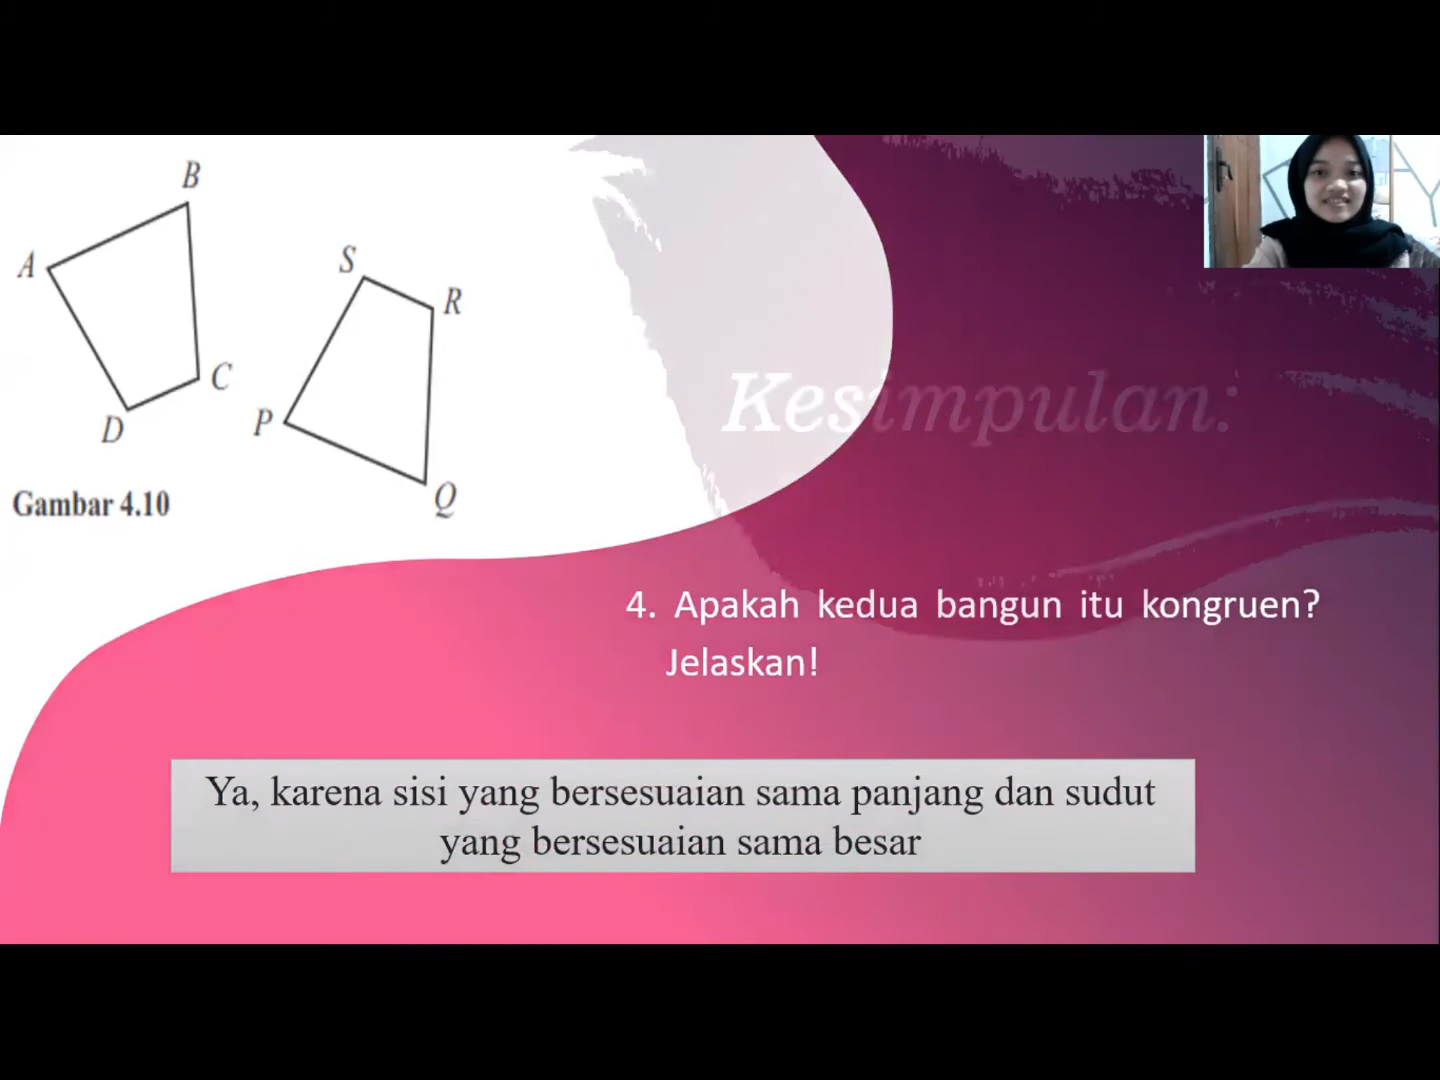 B
A
S
R
C
P
D
Q
Gambar 4.10
Kesimpulan:
4. Apakah kedua bangun itu kongruen?
Jelaskan!
Ya, karena sisi yang bersesuaian sama panjang dan sudut
yang bersesuaian sama besar